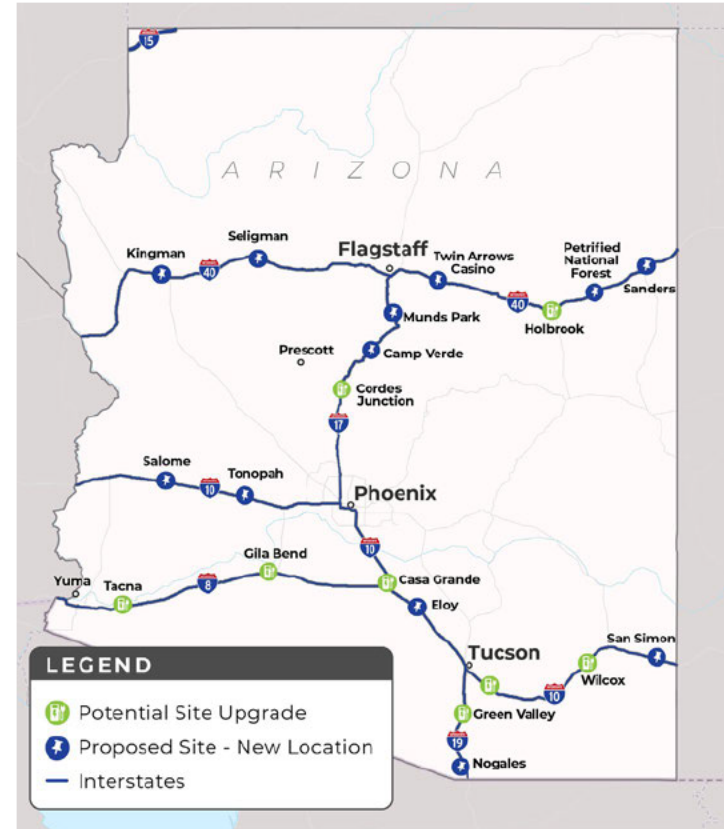 15
ARIZONA
Kingman
40
Seligman
Flagstaff
Twin Arrows
Casino
40
Petrified
National
Forest
Sanders
Holbrook
Munds Park
Prescott
Camp Verde
Cordes
Junction
17
Salome
10
Tonopah
Phoenix
10
Gila Bend
Casa Grande
Yuma
Tacna
8
Eloy
Tucson
San Simon
Wilcox
10
Green Valley
19
Nogales
LEGEND
Potential Site Upgrade
Proposed Site - New Location
Interstates